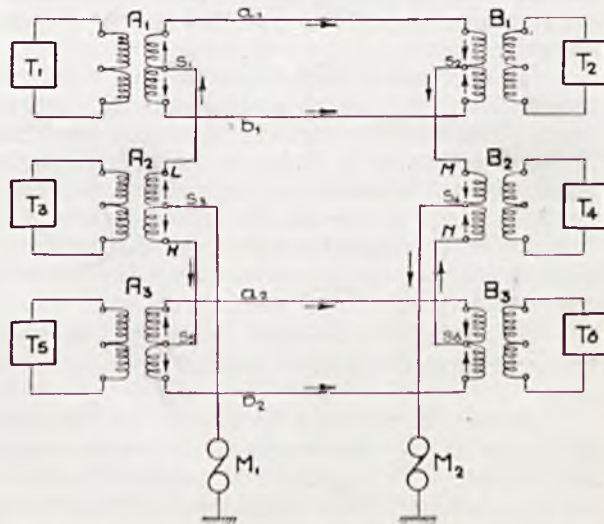 A₁ a₁ B₁
T₁ S₁ S₂ T₂
b₁
A₂ L M B₂
T₃ S₃ S₄ T₄
H N
A₃ a₂ B₃
T₅ S₅ S₆ T₆
b₂
M₁ M₂